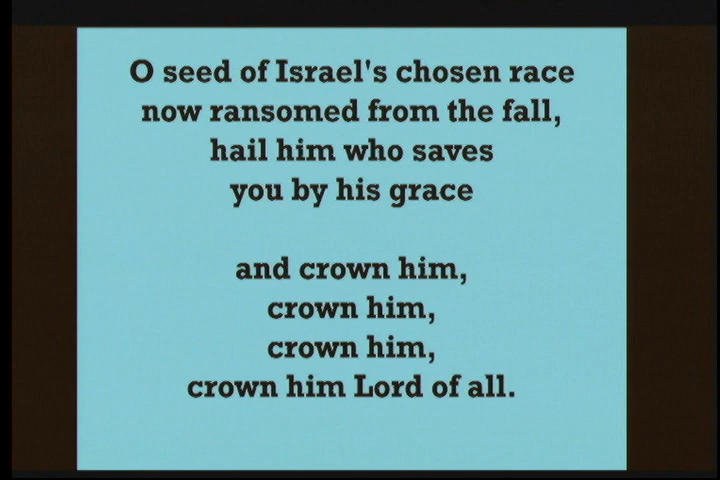 O seed of Israel's chosen race
now ransomed from the fall,
hail him who saves
you by his grace
and crown him,
crown him,
crown him,
crown him Lord of all.